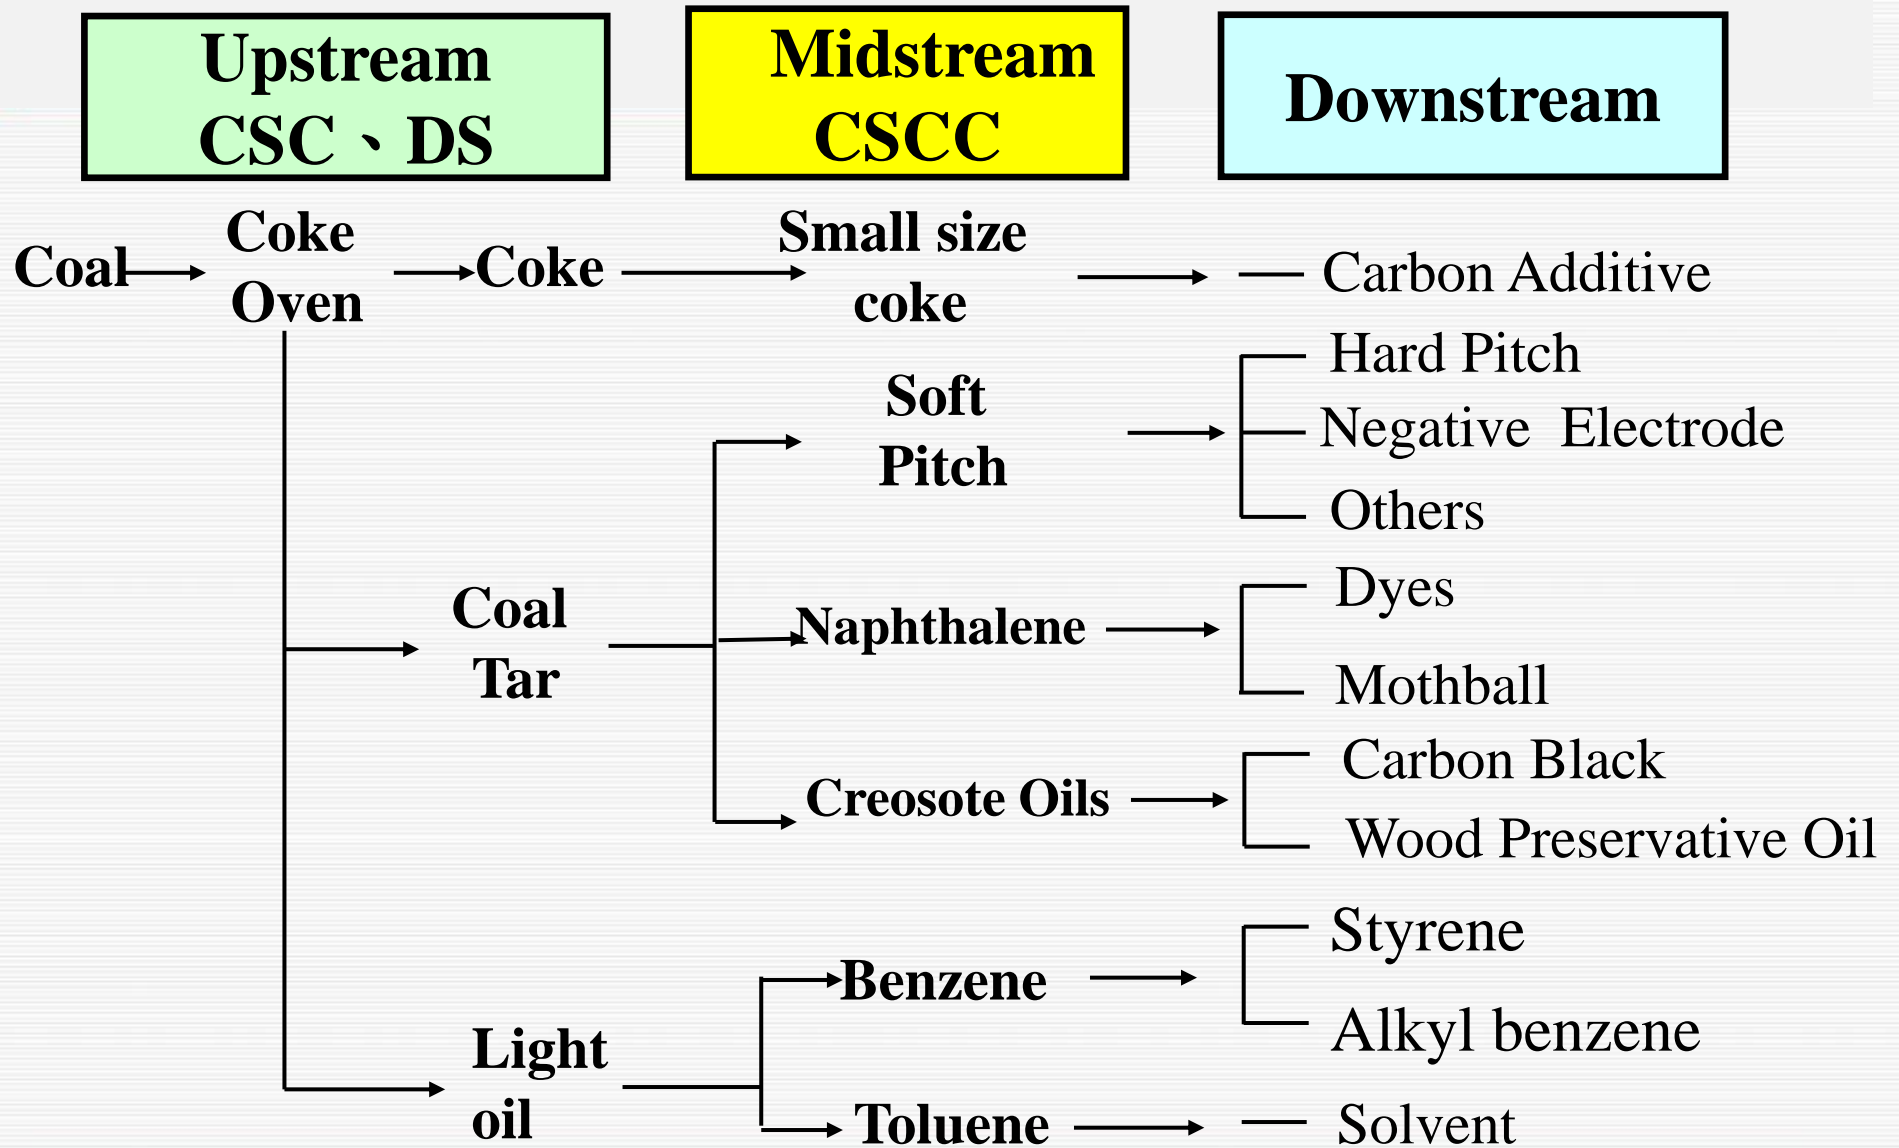 Upstream
CSC、DS
Midstream
CSCC
Downstream
Coal
Coke
Oven
Coke
Small size
coke
Carbon Additive
Soft
Pitch
Hard Pitch
Negative Electrode
Others
Coal
Tar
Naphthalene
Dyes
Mothball
Creosote Oils
Carbon Black
Wood Preservative Oil
Light
oil
Benzene
Styrene
Alkyl benzene
Toluene
Solvent